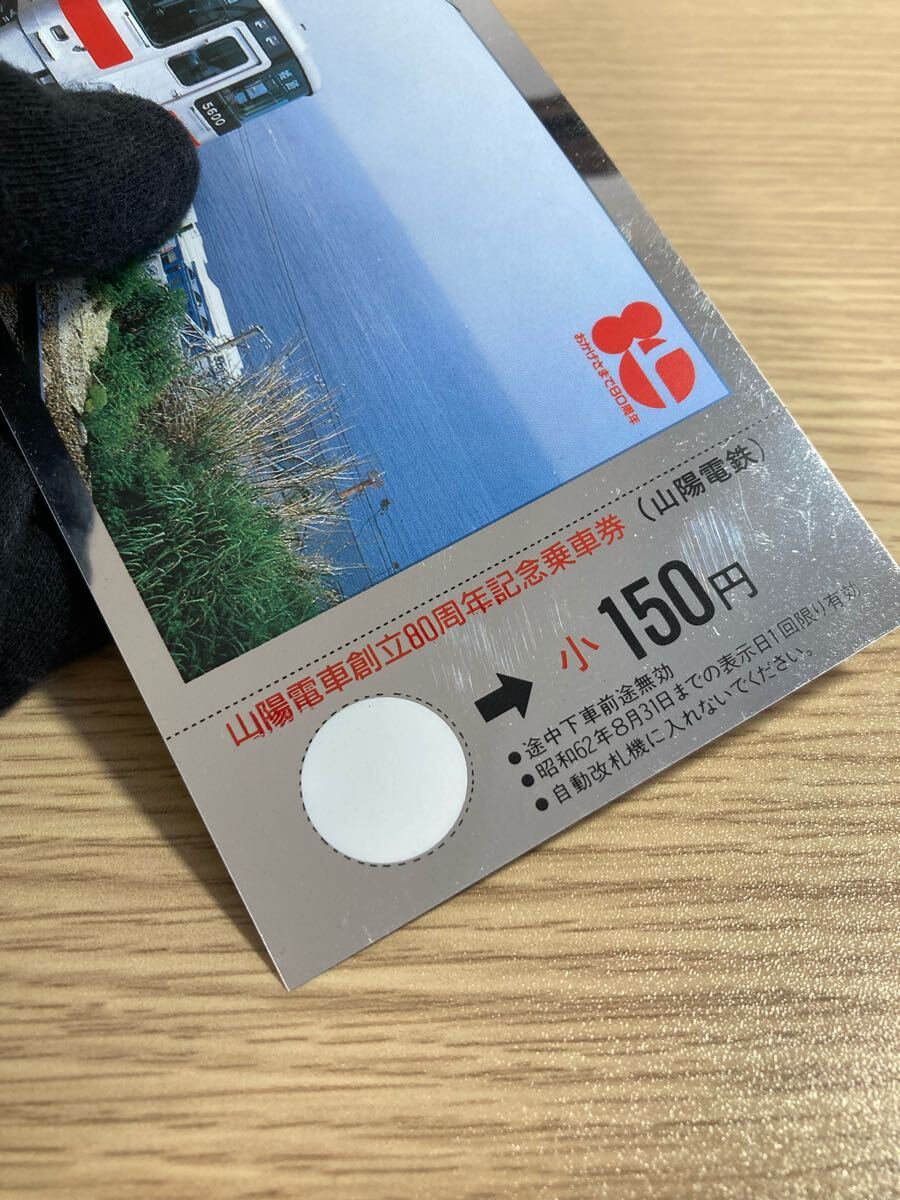 5600
おかげさまで80周年
山陽電車創立80周年記念乗車券（山陽電鉄）
小 150円
●途中下車前途無効
●昭和62年8月31日までの表示日1回限り有効
●自動改札機に入れないでください。